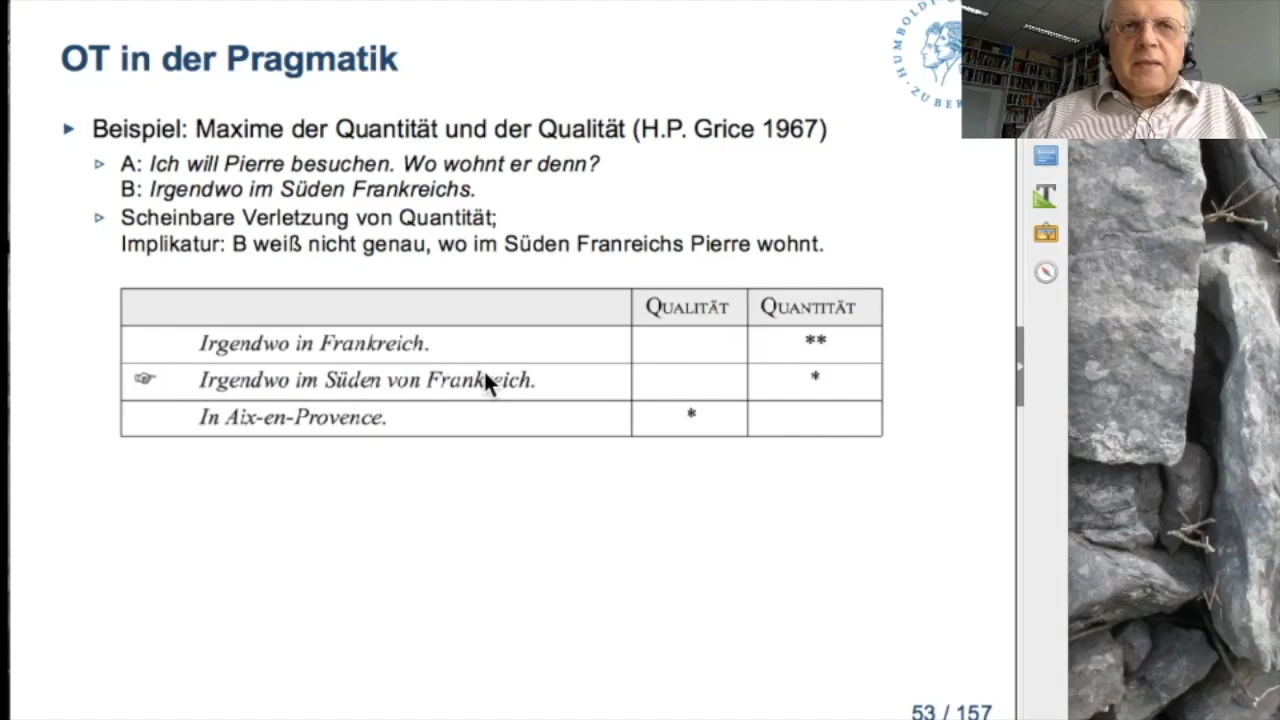 OT in der Pragmatik
Beispiel: Maxime der Quantität und der Qualität (H.P. Grice 1967)
A: Ich will Pierre besuchen. Wo wohnt er denn?
B: Irgendwo im Süden Frankreichs.
Scheinbare Verletzung von Quantität;
Implikatur: B weiß nicht genau, wo im Süden Franreichs Pierre wohnt.
QUALITÄT QUANTITÄT
Irgendwo in Frankreich. **
☞ Irgendwo im Süden von Frankreich. *
In Aix-en-Provence. *
53 / 157